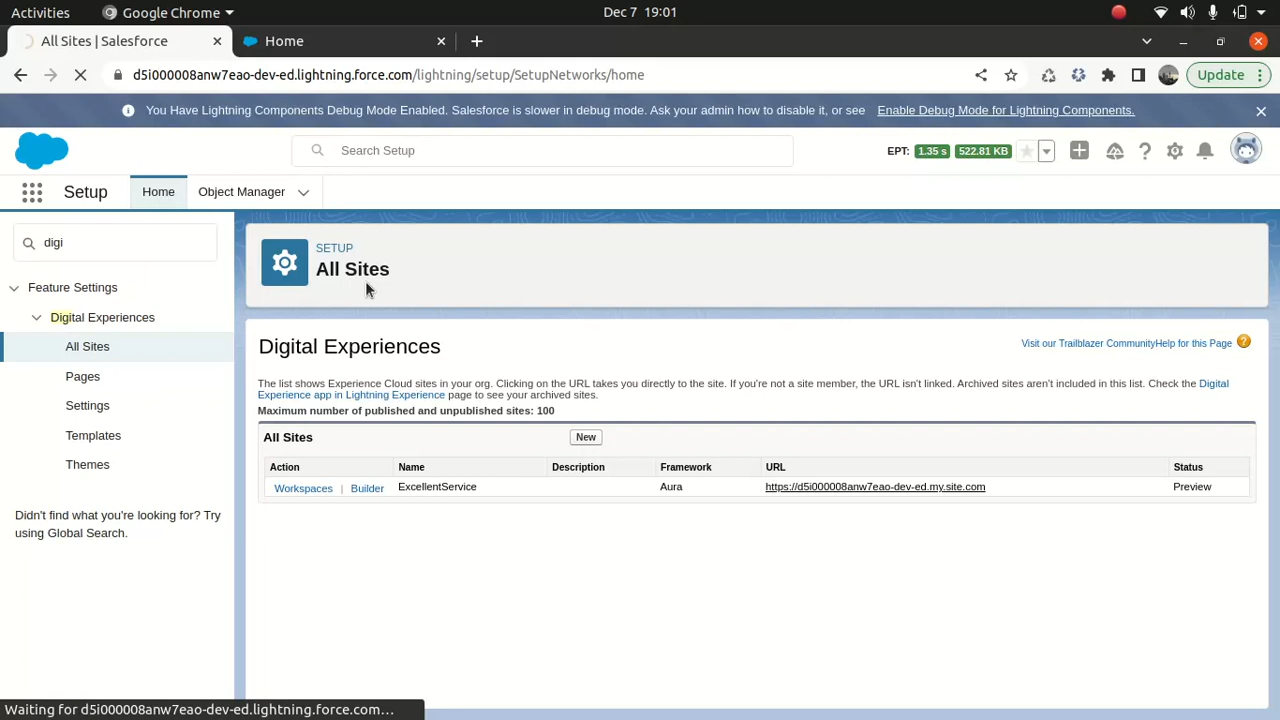 Activities
Google Chrome
Dec 7 19:01
All Sites | Salesforce
Home
d5i000008anw7eao-dev-ed.lightning.force.com/lightning/setup/SetupNetworks/home
Update
You Have Lightning Components Debug Mode Enabled. Salesforce is slower in debug mode. Ask your admin how to disable it, or see Enable Debug Mode for Lightning Components.
Search Setup
EPT: 1.35 s 522.81 KB
Setup
Home
Object Manager
digi
Feature Settings
Digital Experiences
All Sites
Pages
Settings
Templates
Themes
Didn't find what you're looking for? Try
using Global Search.
SETUP
All Sites
Digital Experiences
Visit our Trailblazer CommunityHelp for this Page
The list shows Experience Cloud sites in your org. Clicking on the URL takes you directly to the site. If you're not a site member, the URL isn't linked. Archived sites aren't included in this list. Check the Digital
Experience app in Lightning Experience page to see your archived sites.
Maximum number of published and unpublished sites: 100
All Sites
New
Action Name Description Framework URL Status
Workspaces | Builder ExcellentService Aura https://d5i000008anw7eao-dev-ed.my.site.com Preview
Waiting for d5i000008anw7eao-dev-ed.lightning.force.com…